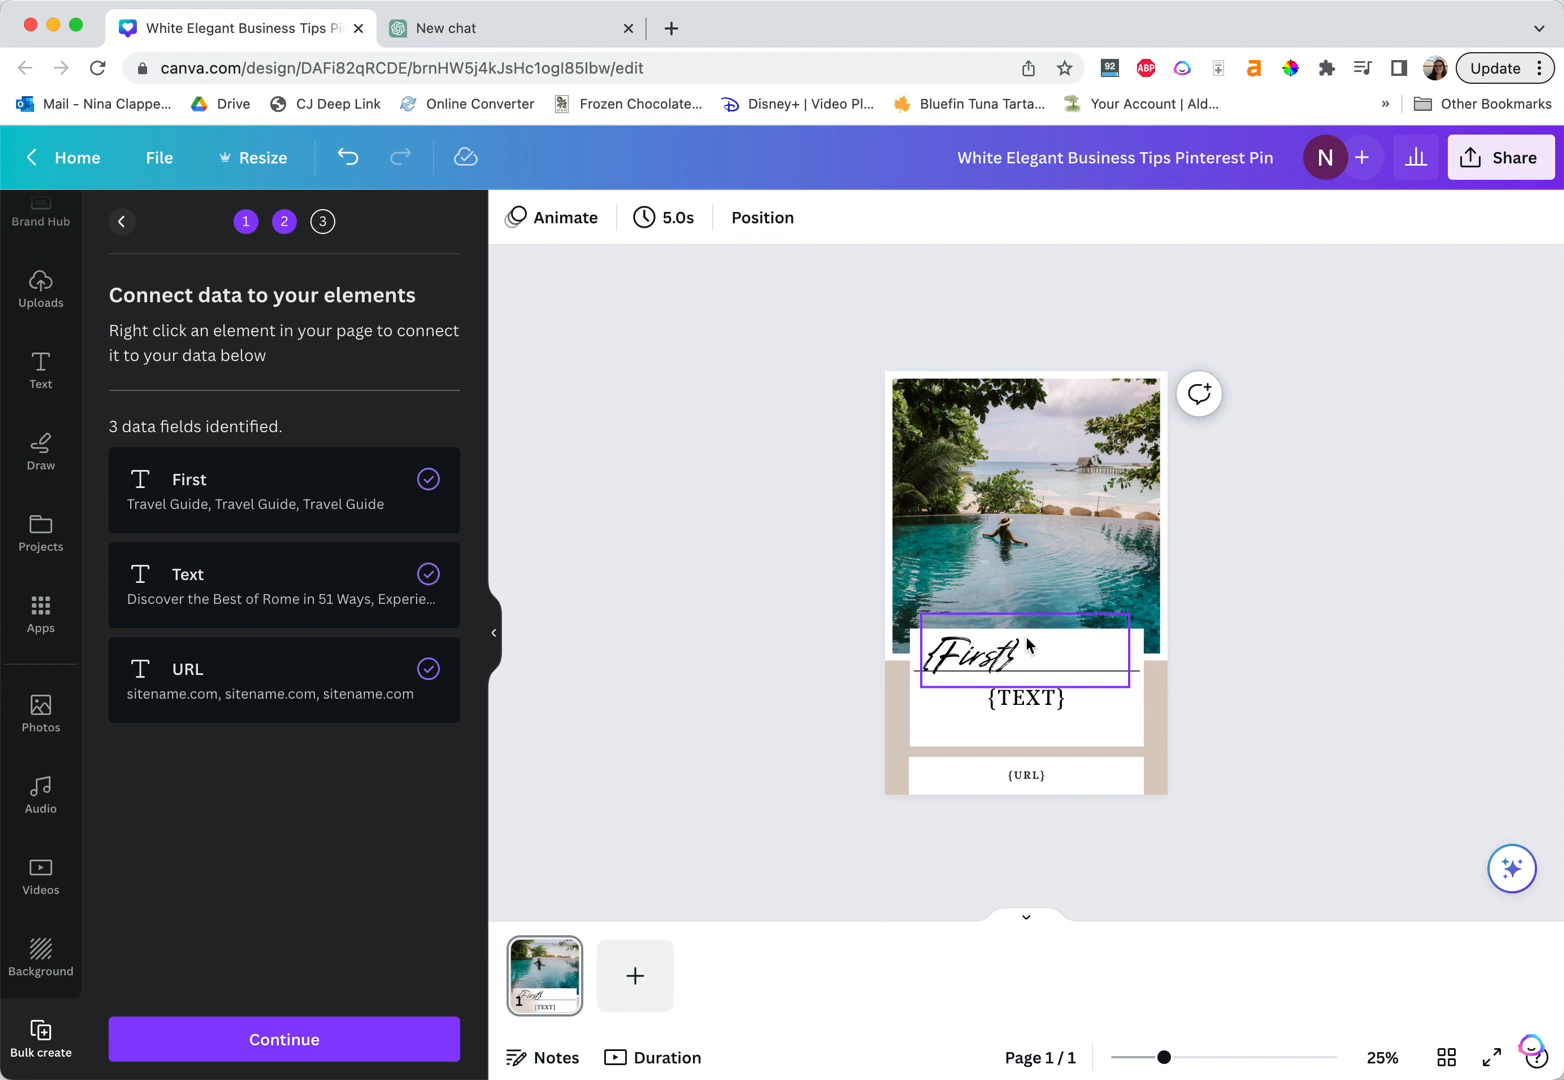 White Elegant Business Tips Pi
New chat
canva.com/design/DAFi82qRCDE/brnHW5j4kJsHc1ogI85Ibw/edit
92
ABP
a
Update
Mail - Nina Clappe...
Drive
CJ Deep Link
Online Converter
Frozen Chocolate...
Disney+ | Video Pl...
Bluefin Tuna Tarta...
Your Account | Ald...
»
Other Bookmarks
Home
File
Resize
White Elegant Business Tips Pinterest Pin
N
+
Share
Brand Hub
1
2
3
Animate
5.0s
Position
Connect data to your elements
Right click an element in your page to connect
it to your data below
Uploads
Text
Draw
Projects
Apps
Photos
Audio
Videos
Background
Bulk create
3 data fields identified.
First
Travel Guide, Travel Guide, Travel Guide
Text
Discover the Best of Rome in 51 Ways, Experie...
URL
sitename.com, sitename.com, sitename.com
Continue
{First}
{TEXT}
{URL}
1
{First}
{TEXT}
+
Notes
Duration
Page 1 / 1
25%
?